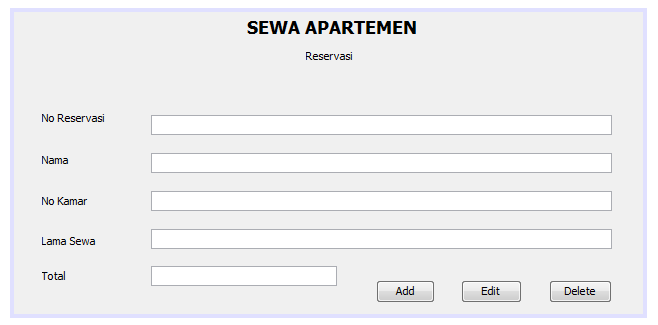 SEWA APARTEMEN
Reservasi
No Reservasi
Nama
No Kamar
Lama Sewa
Total
Add Edit Delete